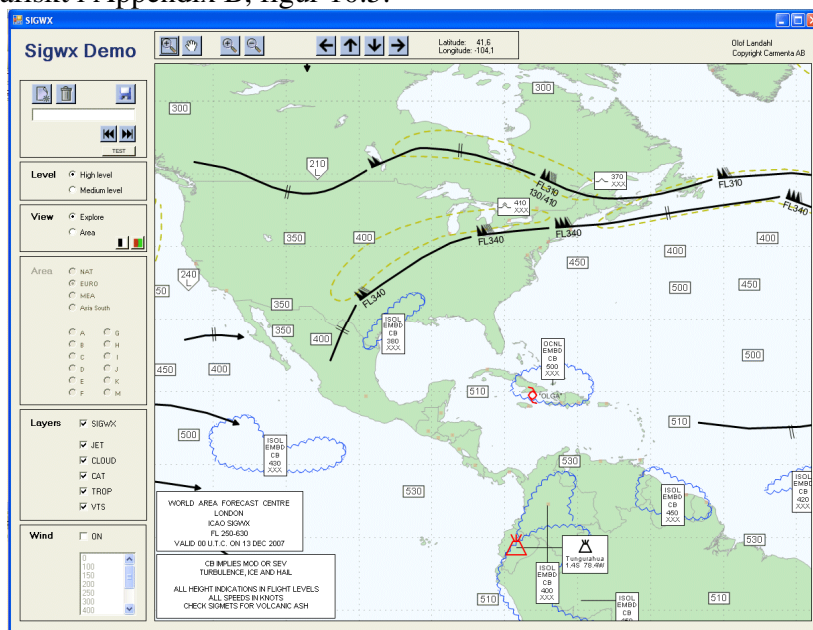 grafiskt i Appendix B, figur 10.5.
SIGWX
Sigwx Demo
Latitude: 41,6
Longitude: -104,1
Olof Landahl
Copyright Carmenta AB
TEST
Level
High level
Medium level
View
Explore
Area
Area
NAT
EURO
MEA
Asia South
A G
B H
C I
D J
E K
F M
Layers
SIGWX
JET
CLOUD
CAT
TROP
VTS
Wind
ON
0
100
150
200
250
300
400
300
300
210
L
370
XXX
FL310
130/410
FL310
410
XXX
FL340
FL340
FL340
350
400
400
400
450
240
L
50
FL340
350
500
450
350
400
ISOL
EMBD
CB
380
XXX
OCNL
EMBD
CB
500
XXX
500
450
400
"OLGA"
510
510
500
ISOL
EMBD
CB
430
XXX
530
530
ISOL
EMBD
CB
450
XXX
ISOL
EMBD
CB
420
XXX
WORLD AREA FORECAST CENTRE
LONDON
ICAO SIGWX
FL 250-630
VALID 00 U.T.C. ON 13 DEC 2007
530
Tungurahua
1.4S 78.4W
CB IMPLIES MOD OR SEV
TURBULENCE, ICE AND HAIL
ALL HEIGHT INDICATIONS IN FLIGHT LEVELS
ALL SPEEDS IN KNOTS
CHECK SIGMETS FOR VOLCANIC ASH
ISOL
EMBD
CB
400
XXX
510
ISOL
EMBD
CB
510